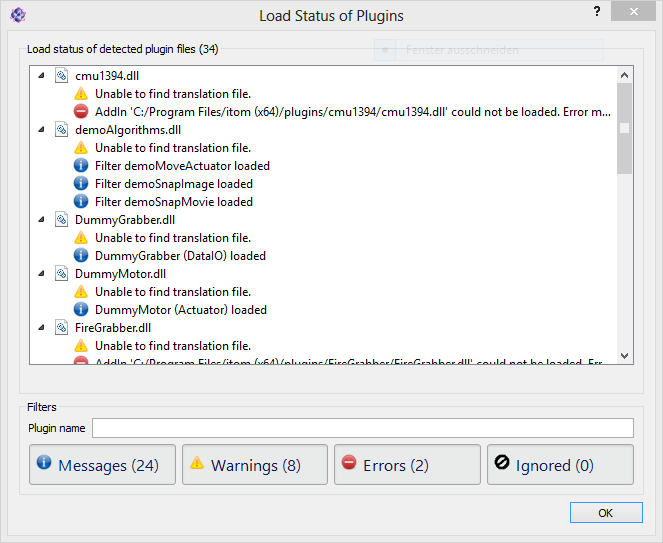 Load Status of Plugins
?
Load status of detected plugin files (34)
Fenster ausschneiden
cmu1394.dll
Unable to find translation file.
AddIn 'C:/Program Files/itom (x64)/plugins/cmu1394/cmu1394.dll' could not be loaded. Error m...
demoAlgorithms.dll
Unable to find translation file.
Filter demoMoveActuator loaded
Filter demoSnapImage loaded
Filter demoSnapMovie loaded
DummyGrabber.dll
Unable to find translation file.
DummyGrabber (DataIO) loaded
DummyMotor.dll
Unable to find translation file.
DummyMotor (Actuator) loaded
FireGrabber.dll
Unable to find translation file.
AddIn 'C:/Program Files/itom (x64)/plugins/FireGrabber/FireGrabber.dll' could not be loaded. Err...
Filters
Plugin name
Messages (24)
Warnings (8)
Errors (2)
Ignored (0)
OK